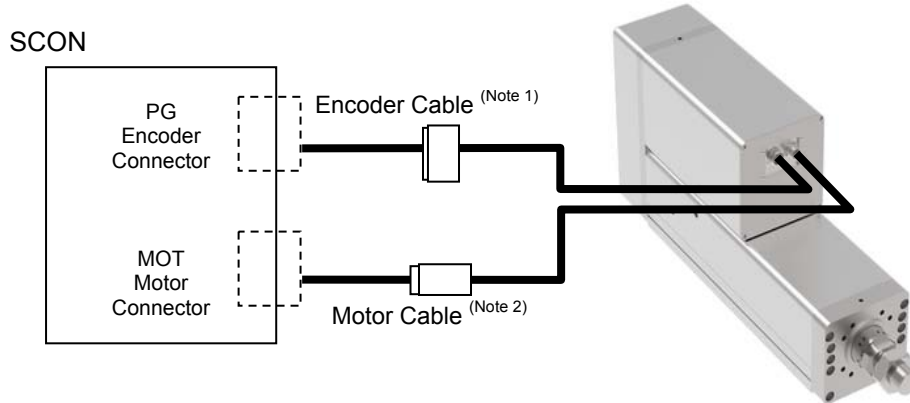 SCON
PG
Encoder
Connector
Encoder Cable (Note 1)
MOT
Motor
Connector
Motor Cable (Note 2)